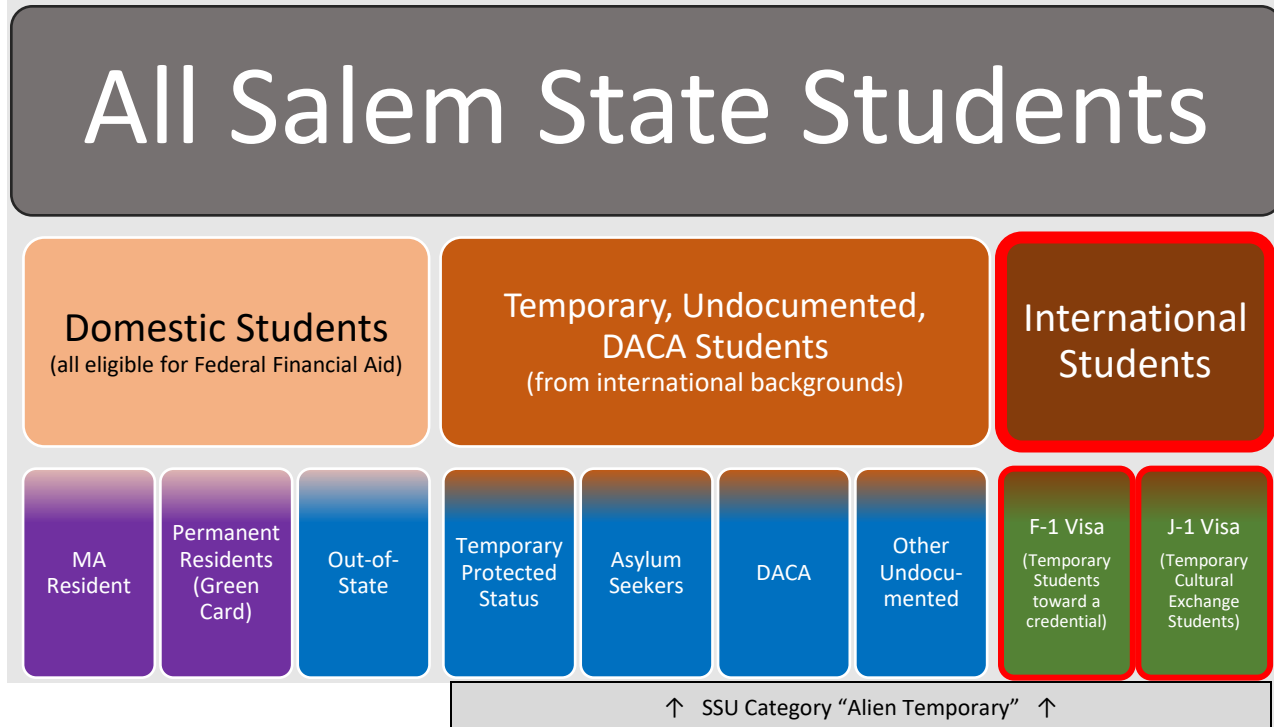 All Salem State Students
Domestic Students
(all eligible for Federal Financial Aid)
Temporary, Undocumented,
DACA Students
(from international backgrounds)
International
Students
MA
Resident
Permanent
Residents
(Green
Card)
Out-of-
State
Temporary
Protected
Status
Asylum
Seekers
DACA
Other
Undocu-
mented
F-1 Visa
(Temporary
Students
toward a
credential)
J-1 Visa
(Temporary
Cultural
Exchange
Students)
↑ SSU Category “Alien Temporary” ↑